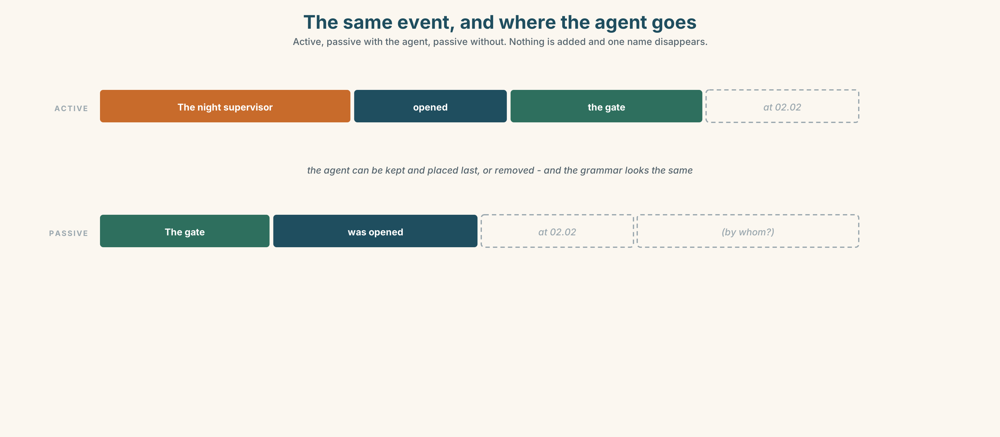 The same event, and where the agent goes
Active, passive with the agent, passive without. Nothing is added and one name disappears.
ACTIVE The night supervisor opened the gate at 02.02
the agent can be kept and placed last, or removed - and the grammar looks the same
PASSIVE The gate was opened at 02.02 (by whom?)